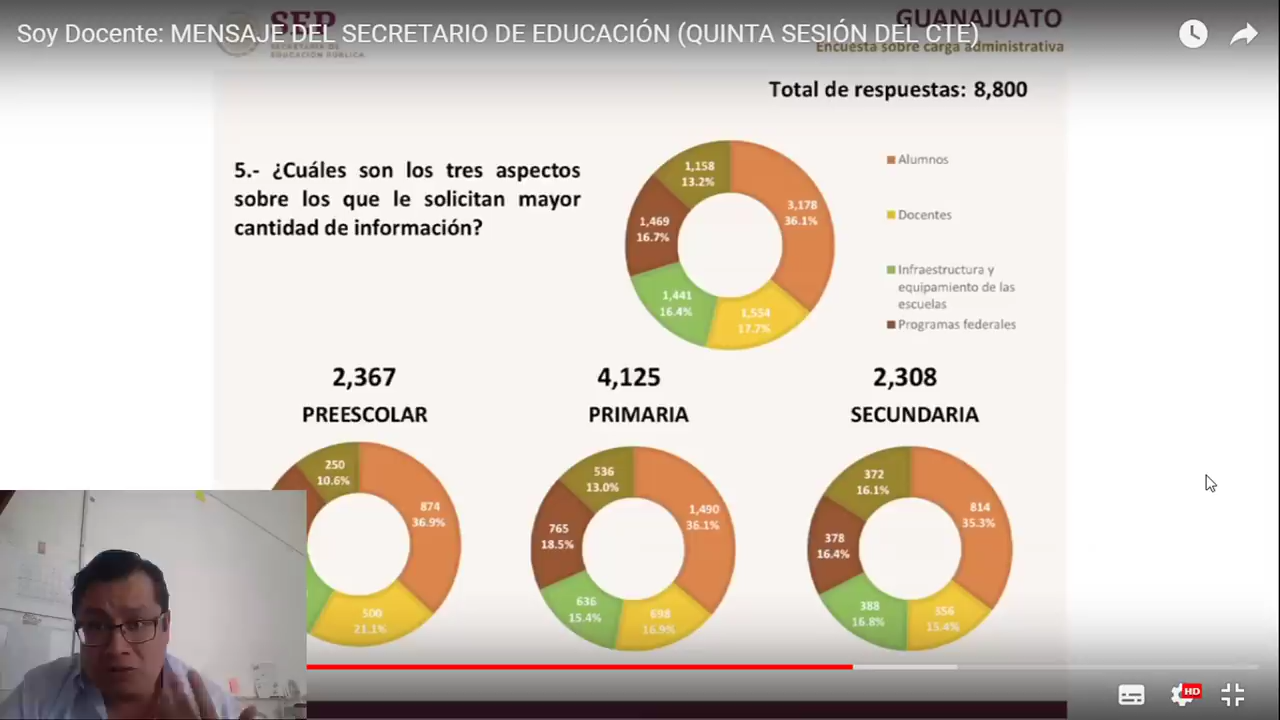 GUANAJUATO
SEP
Soy Docente: MENSAJE DEL SECRETARIO DE EDUCACIÓN (QUINTA SESIÓN DEL CTE)
SECRETARÍA DE
EDUCACIÓN PÚBLICA
Encuesta sobre carga administrativa
Total de respuestas: 8,800
5.- ¿Cuáles son los tres aspectos
sobre los que le solicitan mayor
cantidad de información?
1,158
13.2%
3,178
36.1%
1,469
16.7%
1,441
16.4%
1,554
17.7%
Alumnos
Docentes
Infraestructura y
equipamiento de las
escuelas
Programas federales
2,367
PREESCOLAR
4,125
PRIMARIA
2,308
SECUNDARIA
250
10.6%
874
36.9%
500
21.1%
536
13.0%
1,490
36.1%
765
18.5%
636
15.4%
698
16.9%
372
16.1%
814
35.3%
378
16.4%
388
16.8%
356
15.4%
HD